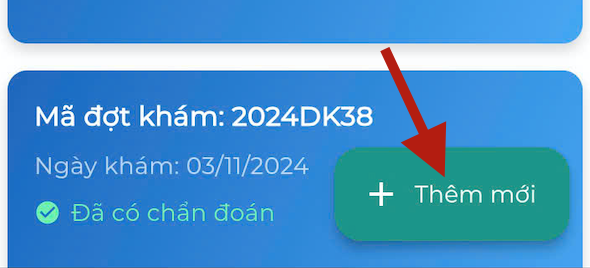 Mã đợt khám: 2024DK38
Ngày khám: 03/11/2024
Đã có chẩn đoán
Thêm mới